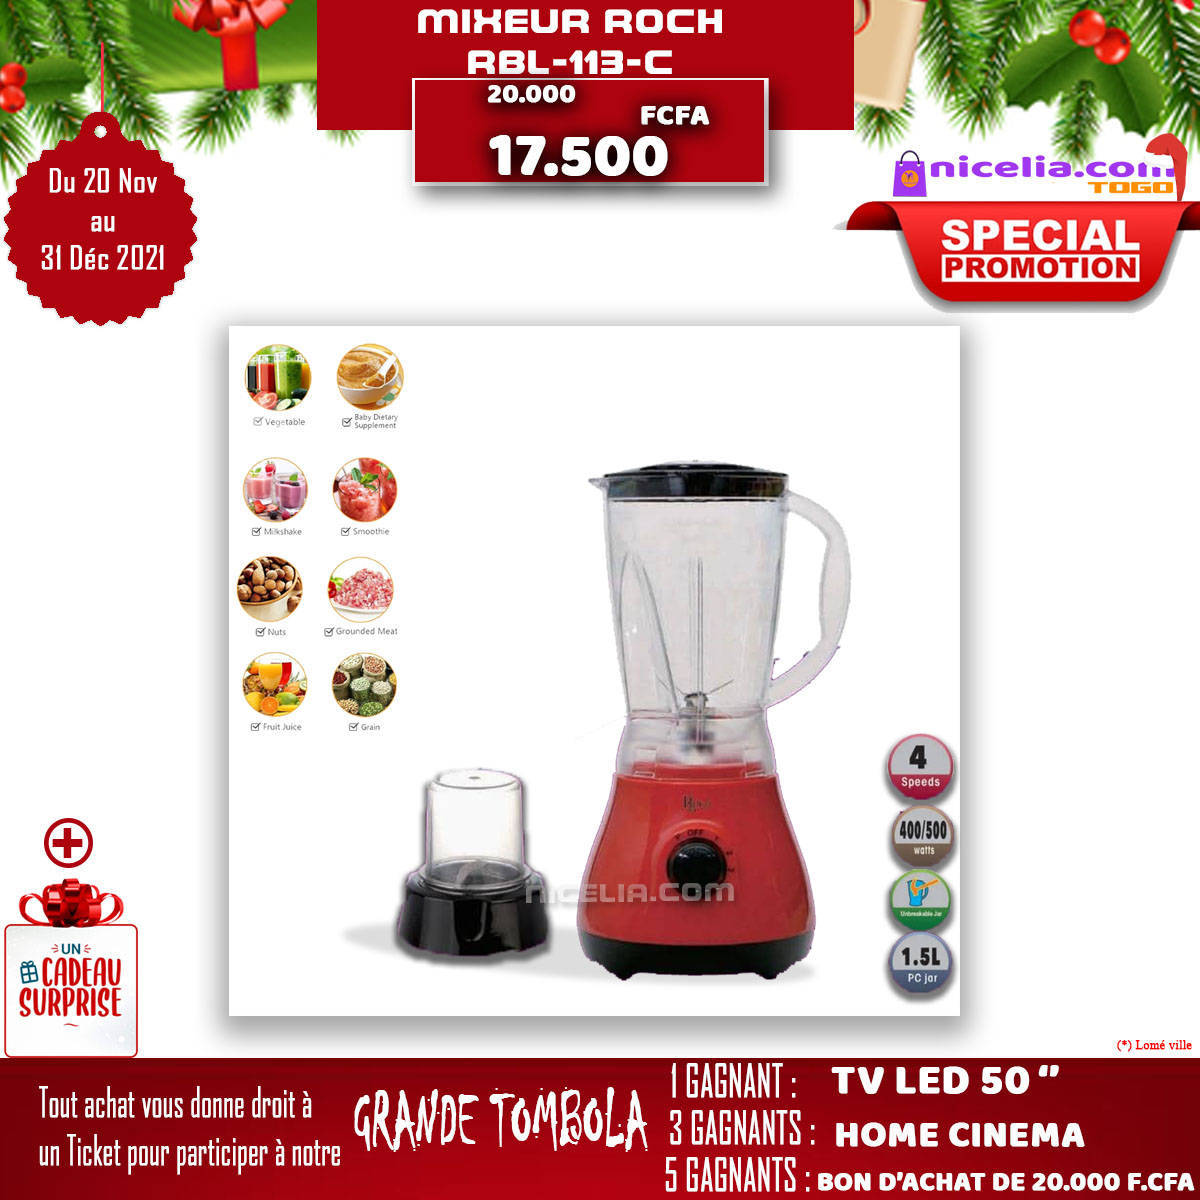 MIXEUR ROCH
RBL-113-C
20.000
FCFA
17.500
Du 20 Nov
au
31 Déc 2021
nicelia.com
TOGO
SPECIAL
PROMOTION
Vegetable
Baby Dietary
Supplement
Milkshake
Smoothie
Nuts
Grounded Meat
Fruit Juice
Grain
OFF
NICELIA.COM
4
Speeds
400/500
watts
Unbreakable Jar
1.5L
PC jar
UN
CADEAU
SURPRISE
(*) Lomé ville
Tout achat vous donne droit à
un Ticket pour participer à notre
GRANDE TOMBOLA
1 GAGNANT : TV LED 50 "
3 GAGNANTS : HOME CINEMA
5 GAGNANTS : BON D'ACHAT DE 20.000 F.CFA